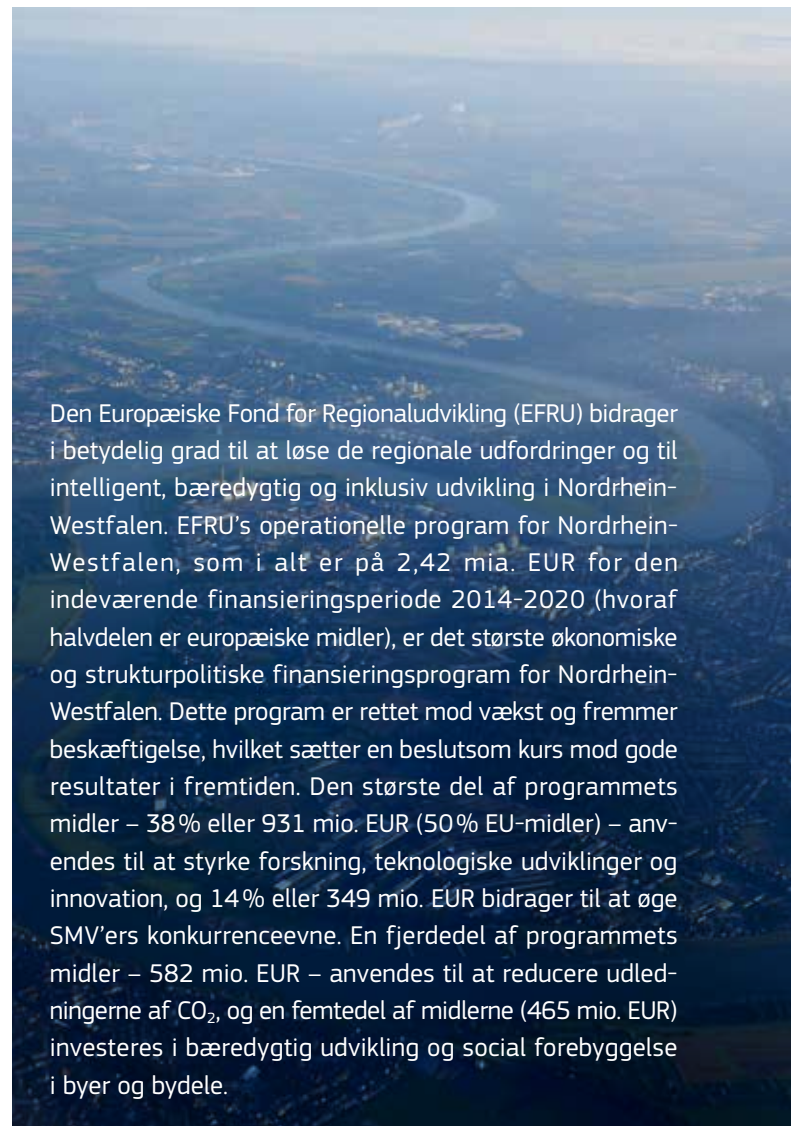 Den Europæiske Fond for Regionaludvikling (EFRU) bidrager
i betydelig grad til at løse de regionale udfordringer og til
intelligent, bæredygtig og inklusiv udvikling i Nordrhein-
Westfalen. EFRU’s operationelle program for Nordrhein-
Westfalen, som i alt er på 2,42 mia. EUR for den
indeværende finansieringsperiode 2014-2020 (hvoraf
halvdelen er europæiske midler), er det største økonomiske
og strukturpolitiske finansieringsprogram for Nordrhein-
Westfalen. Dette program er rettet mod vækst og fremmer
beskæftigelse, hvilket sætter en beslutsom kurs mod gode
resultater i fremtiden. Den største del af programmets
midler – 38 % eller 931 mio. EUR (50 % EU-midler) – anv-
endes til at styrke forskning, teknologiske udviklinger og
innovation, og 14 % eller 349 mio. EUR bidrager til at øge
SMV’ers konkurrenceevne. En fjerdedel af programmets
midler – 582 mio. EUR – anvendes til at reducere udled-
ningerne af CO₂, og en femtedel af midlerne (465 mio. EUR)
investeres i bæredygtig udvikling og social forebyggelse
i byer og bydele.